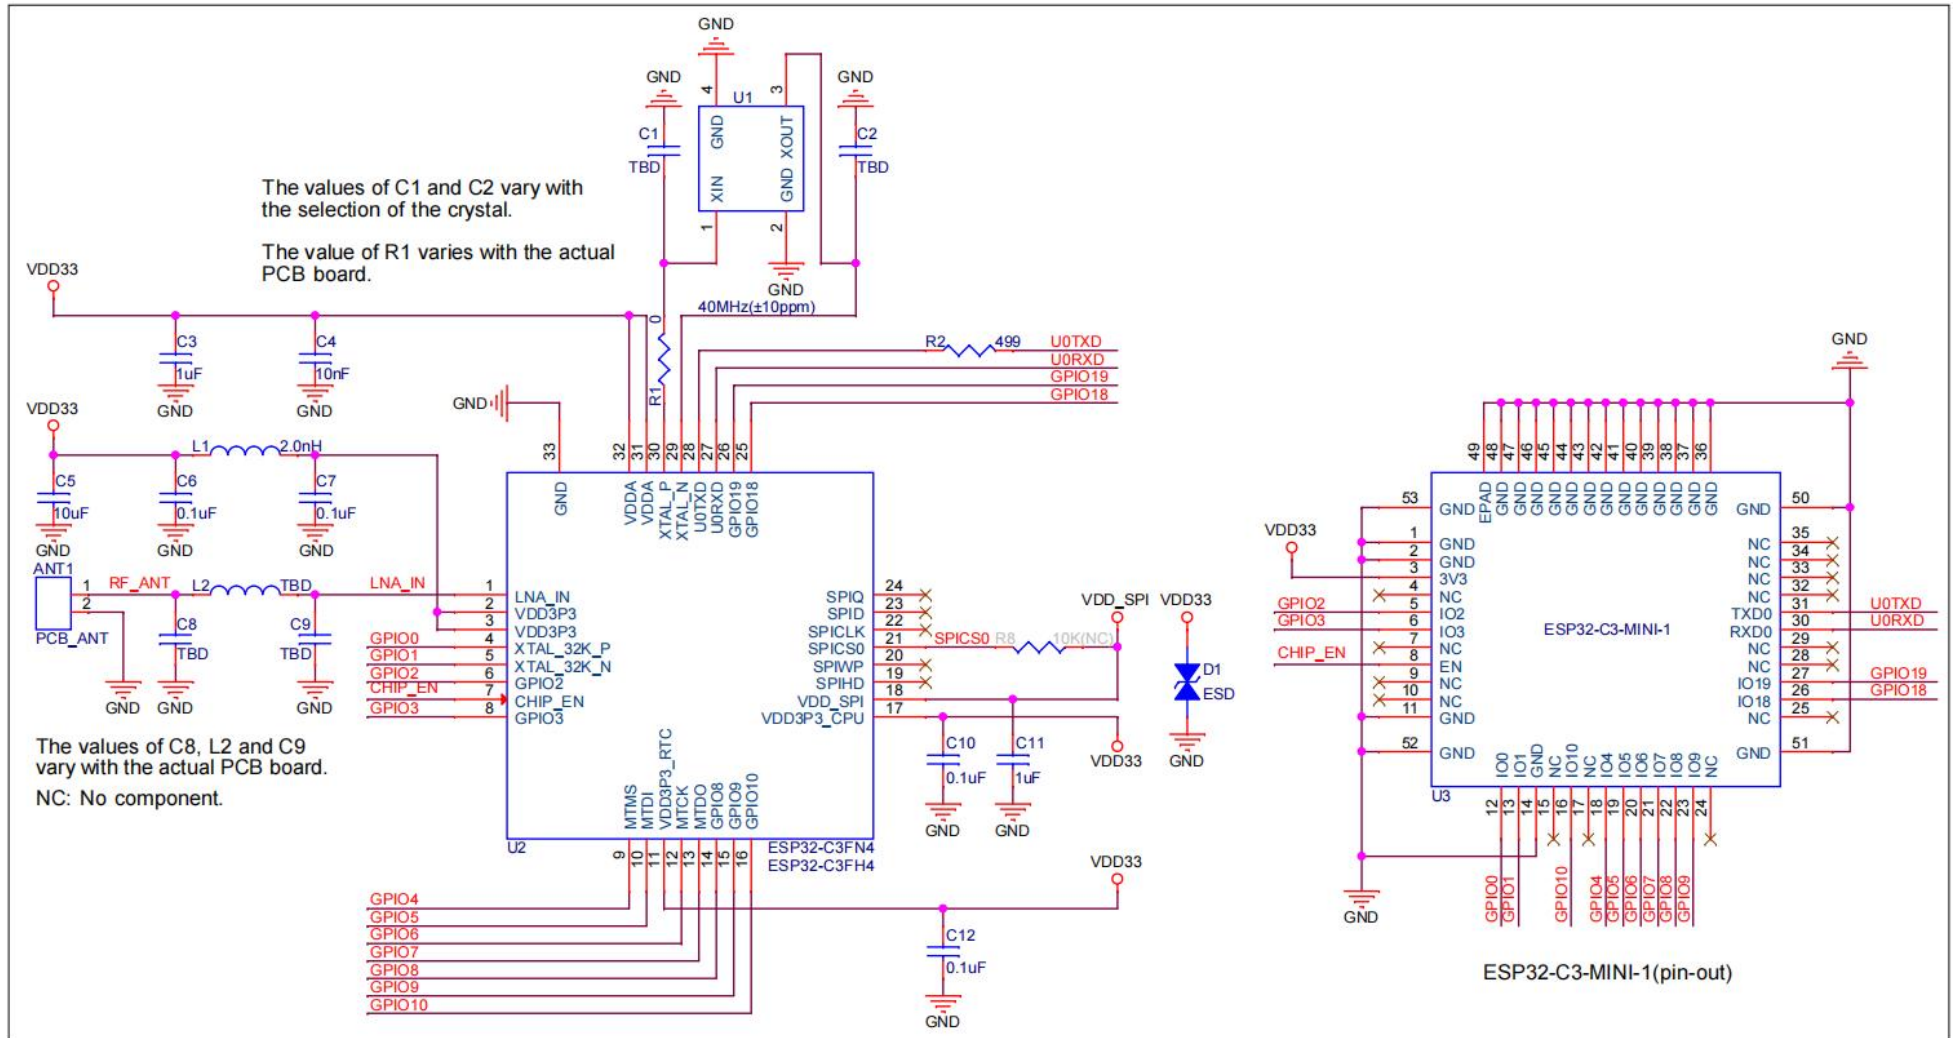 GND
GND
GND
4
3
U1
C1
TBD
GND
XOUT
XIN
GND
C2
TBD
1
2
GND
40MHz(±10ppm)
The values of C1 and C2 vary with
the selection of the crystal.
The value of R1 varies with the actual
PCB board.
VDD33
C3
1uF
GND
C4
10nF
GND
0
R1
R2
499
U0TXD
U0RXD
GPIO19
GPIO18
VDD33
L1
2.0nH
C5
10uF
GND
C6
0.1uF
GND
C7
0.1uF
GND
GND
33
32
31
30
29
28
27
26
25
GND
VDDA
VDDA
XTAL_P
XTAL_N
U0TXD
U0RXD
GPIO19
GPIO18
ANT1
1
2
PCB_ANT
RF_ANT
L2
TBD
LNA_IN
C8
TBD
C9
TBD
GND
GND
GND
GPIO0
GPIO1
GPIO2
CHIP_EN
GPIO3
1
2
3
4
5
6
7
8
LNA_IN
VDD3P3
VDD3P3
XTAL_32K_P
XTAL_32K_N
GPIO2
CHIP_EN
GPIO3
The values of C8, L2 and C9
vary with the actual PCB board.
NC: No component.
SPIQ
SPID
SPICLK
SPICS0
SPIWP
SPIHD
VDD_SPI
VDD3P3_CPU
24
23
22
21
20
19
18
17
SPICS0
R8
10K(NC)
VDD_SPI
VDD33
D1
ESD
GND
C10
0.1uF
GND
C11
1uF
GND
VDD33
MTMS
MTDI
VDD3P3_RTC
MTCK
MTDO
GPIO8
GPIO9
GPIO10
U2
ESP32-C3FN4
ESP32-C3FH4
9
10
11
12
13
14
15
16
GPIO4
GPIO5
GPIO6
GPIO7
GPIO8
GPIO9
GPIO10
VDD33
C12
0.1uF
GND
GND
49
48
47
46
45
44
43
42
41
40
39
38
37
36
EPAD
GND
GND
GND
GND
GND
GND
GND
GND
GND
GND
GND
GND
GND
VDD33
GPIO2
GPIO3
CHIP_EN
53
1
2
3
4
5
6
7
8
9
10
11
52
GND
GND
GND
3V3
NC
IO2
IO3
NC
EN
NC
NC
GND
GND
ESP32-C3-MINI-1
GND
NC
NC
NC
NC
TXD0
RXD0
NC
NC
IO19
IO18
NC
GND
50
35
34
33
32
31
30
29
28
27
26
25
51
U0TXD
U0RXD
GPIO19
GPIO18
IO0
IO1
GND
NC
IO10
NC
IO4
IO5
IO6
IO7
IO8
IO9
NC
U3
12
13
14
15
16
17
18
19
20
21
22
23
24
GPIO0
GPIO1
GPIO10
GPIO4
GPIO5
GPIO6
GPIO7
GPIO8
GPIO9
GND
ESP32-C3-MINI-1(pin-out)